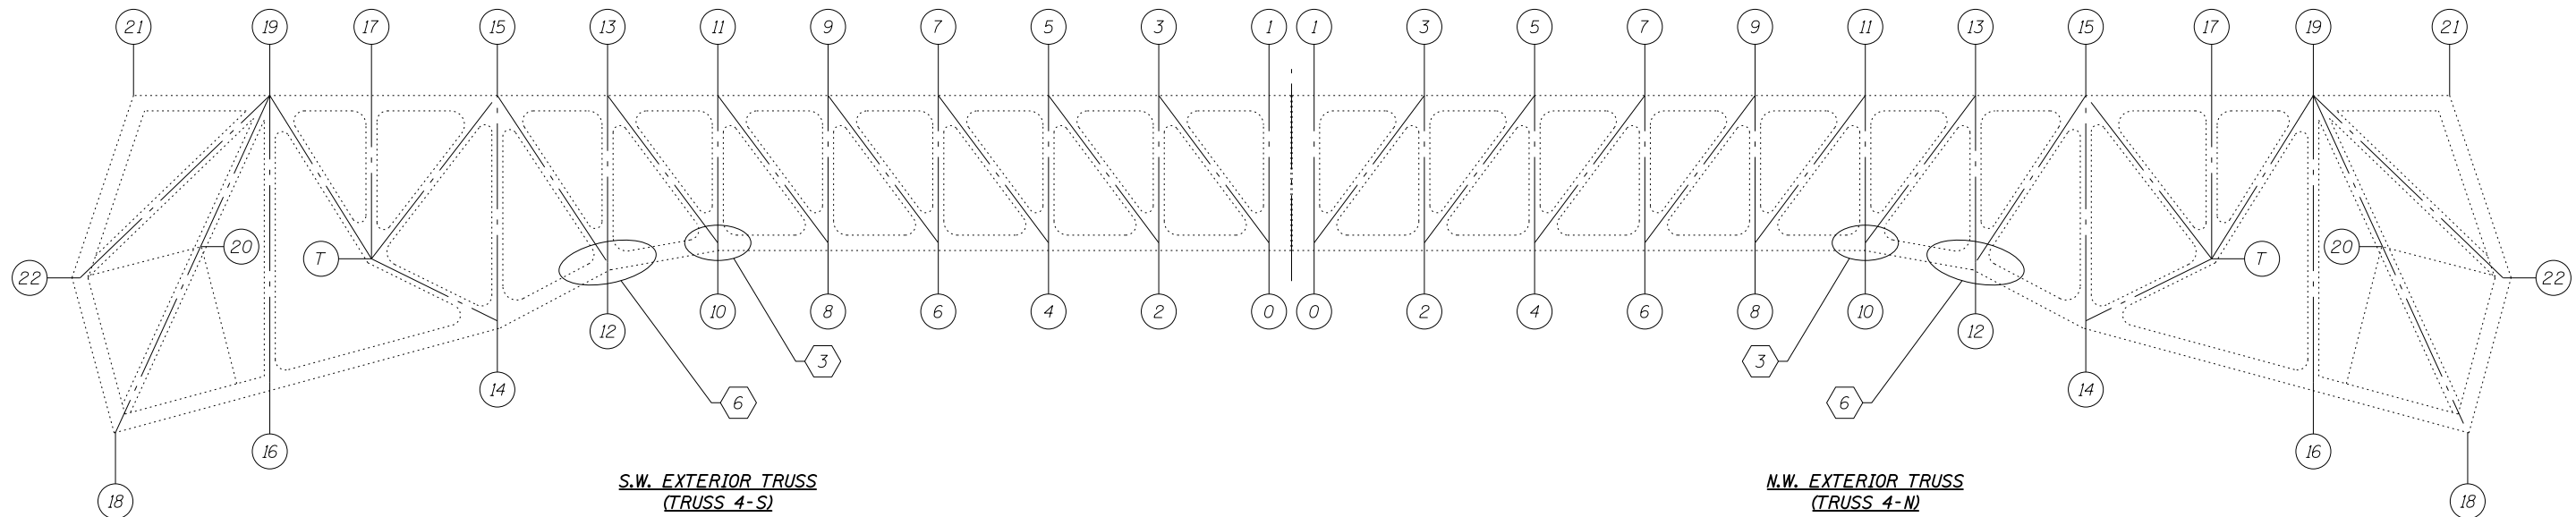 21 19 17 15 13 11 9 7 5 3 1 1 3 5 7 9 11 13 15 17 19 21
20 T T 20
22 22
10 8 6 4 2 0 0 2 4 6 8 10
12 12
3 3
14 6 6 14
16 16
S.W. EXTERIOR TRUSS N.W. EXTERIOR TRUSS
18 (TRUSS 4-S) (TRUSS 4-N) 18